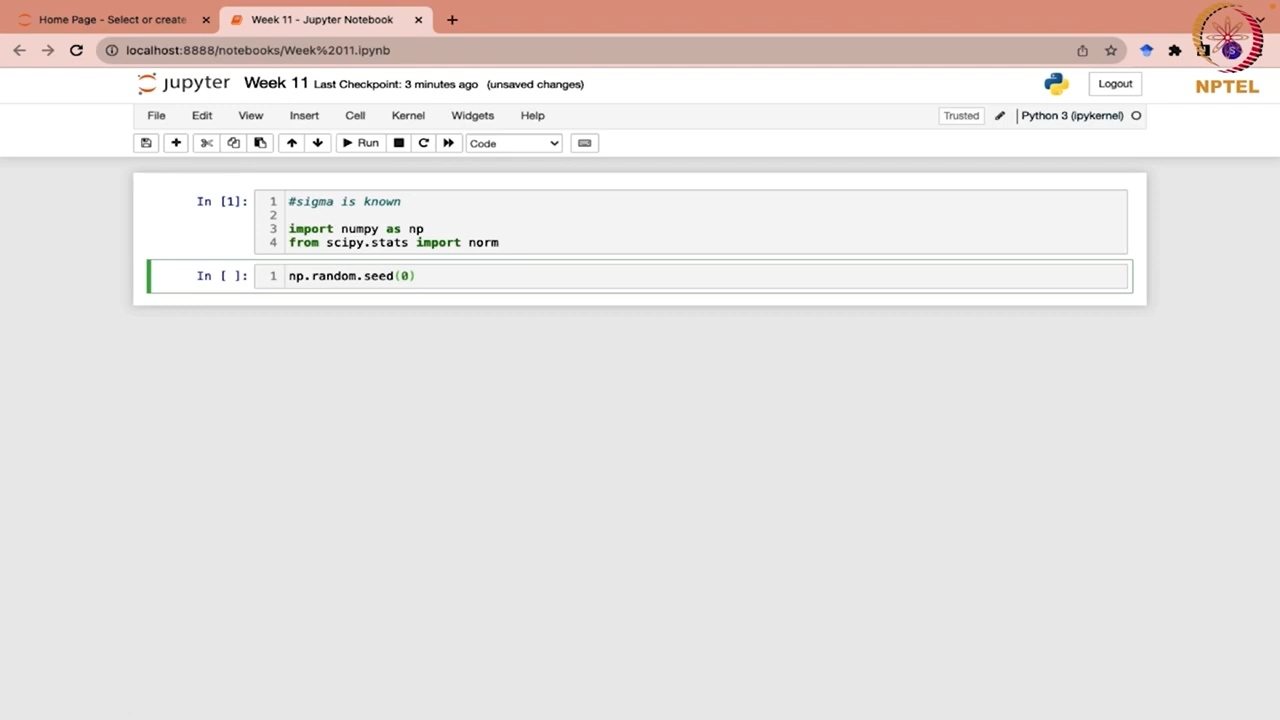 Home Page - Select or create
Week 11 - Jupyter Notebook
localhost:8888/notebooks/Week%2011.ipynb
NPTEL
jupyter Week 11 Last Checkpoint: 3 minutes ago (unsaved changes)
Logout
File Edit View Insert Cell Kernel Widgets Help
Trusted
Python 3 (ipykernel)
Run
Code
In [1]:
1 #sigma is known
2
3 import numpy as np
4 from scipy.stats import norm
In [ ]:
1 np.random.seed(0)